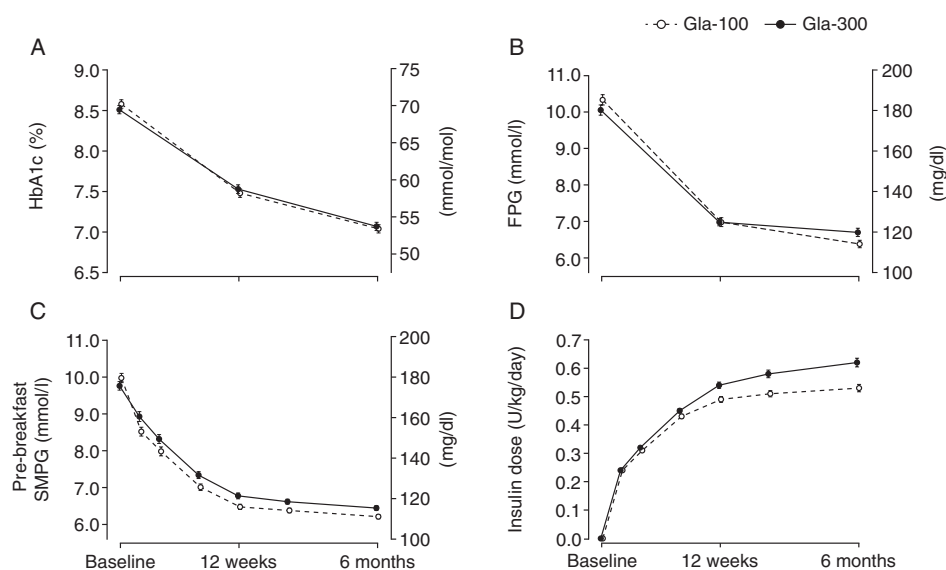 Gla-100 Gla-300
A
9.0
8.5
8.0
7.5
7.0
6.5
HbA1c (%)
75
70
65
60
55
50
(mmol/mol)
B
11.0
10.0
9.0
8.0
7.0
6.0
FPG (mmol/l)
200
180
160
140
120
100
(mg/dl)
C
11.0
10.0
9.0
8.0
7.0
6.0
Pre-breakfast
SMPG (mmol/l)
200
180
160
140
120
100
(mg/dl)
Baseline 12 weeks 6 months
D
0.7
0.6
0.5
0.4
0.3
0.2
0.1
0.0
Insulin dose (U/kg/day)
Baseline 12 weeks 6 months